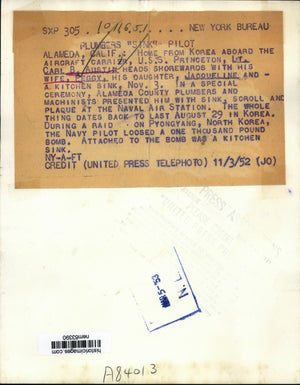 SXP 305. 10/16.51. . . . . NEW YORK BUREAU
PLUMBERS "SINK" PILOT
ALAMEDA, CALIF.: HOME FROM KOREA ABOARD THE
AIRCRAFT CARRIER, U.S.S. PRINCETON, LT.
CARL B. AUSTIN HEADS SHOREWARDS WITH HIS
WIFE, PEGGY, HIS DAUGHTER, JACQUELINE AND -
A KITCHEN SINK, NOV. 3. IN A SPECIAL
CEREMONY, ALAMEDA COUNTY PLUMBERS AND
MACHINISTS PRESENTED HIM WITH SINK, SCROLL AND
PLAQUE AT THE NAVAL AIR STATION. THE WHOLE
THING DATES BACK TO LAST AUGUST 29 IN KOREA.
DURING A RAID ON PYONGYANG, NORTH KOREA,
THE NAVY PILOT LOOSED A ONE THOUSAND POUND
BOMB. ATTACHED TO THE BOMB WAS A KITCHEN
SINK.
NY-A-FT
CREDIT (UNITED PRESS TELEPHOTO) 11/3/52 (JO)
historicimages.com
nem53390
A8401.3